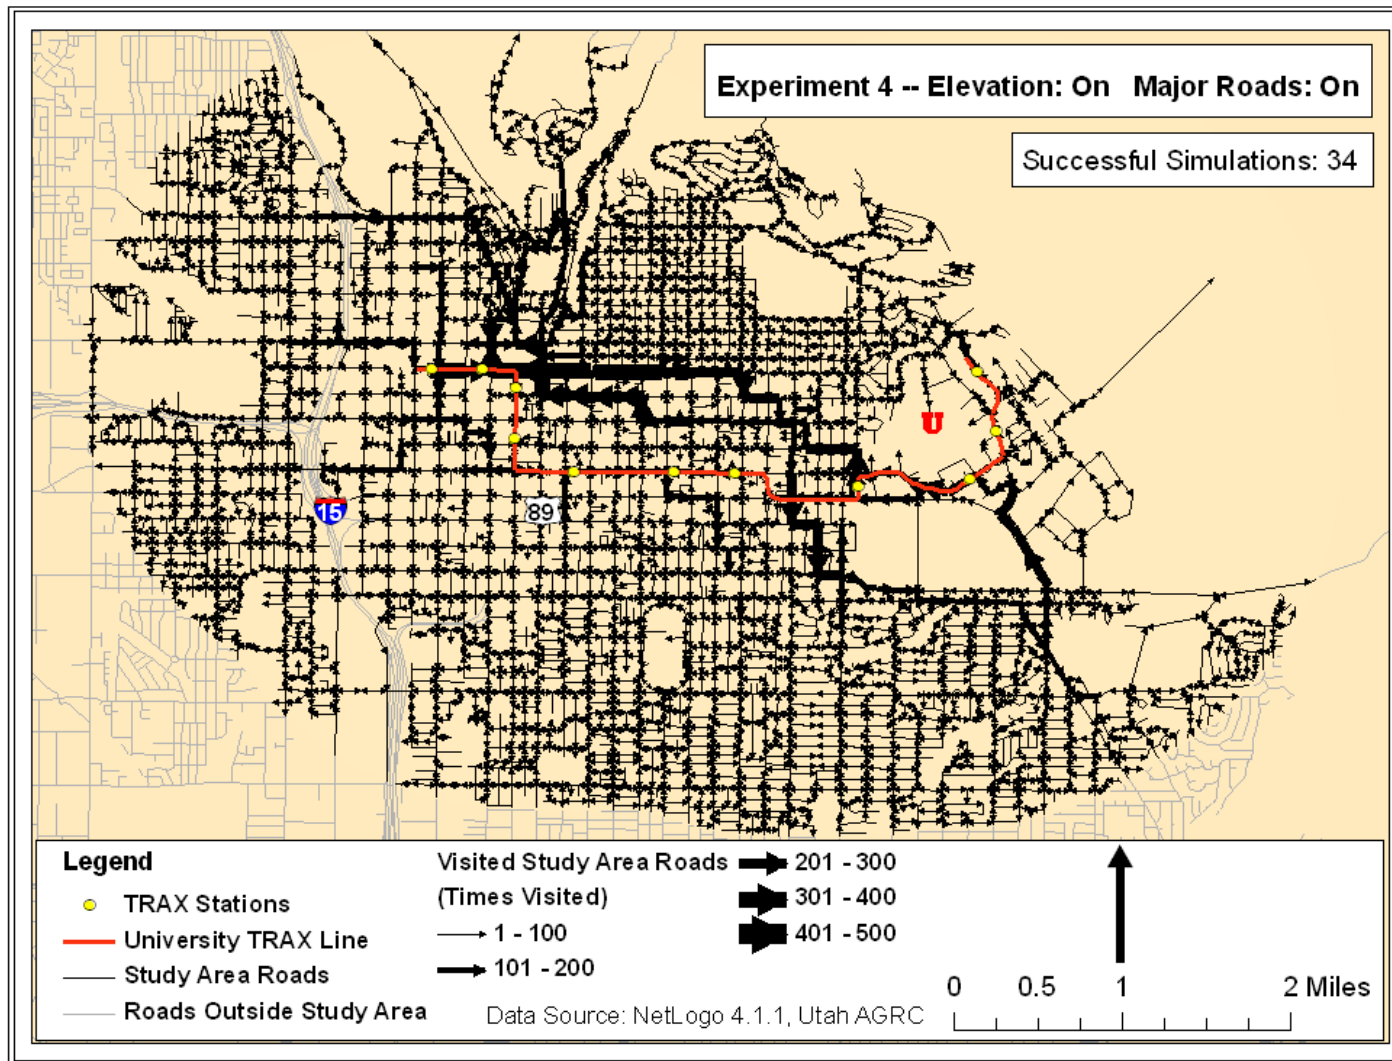 Experiment 4 -- Elevation: On Major Roads: On
Successful Simulations: 34
U
15
89
Legend
TRAX Stations
University TRAX Line
Study Area Roads
Roads Outside Study Area
Visited Study Area Roads
(Times Visited)
1 - 100
101 - 200
201 - 300
301 - 400
401 - 500
Data Source: NetLogo 4.1.1, Utah AGRC
0 0.5 1 2 Miles